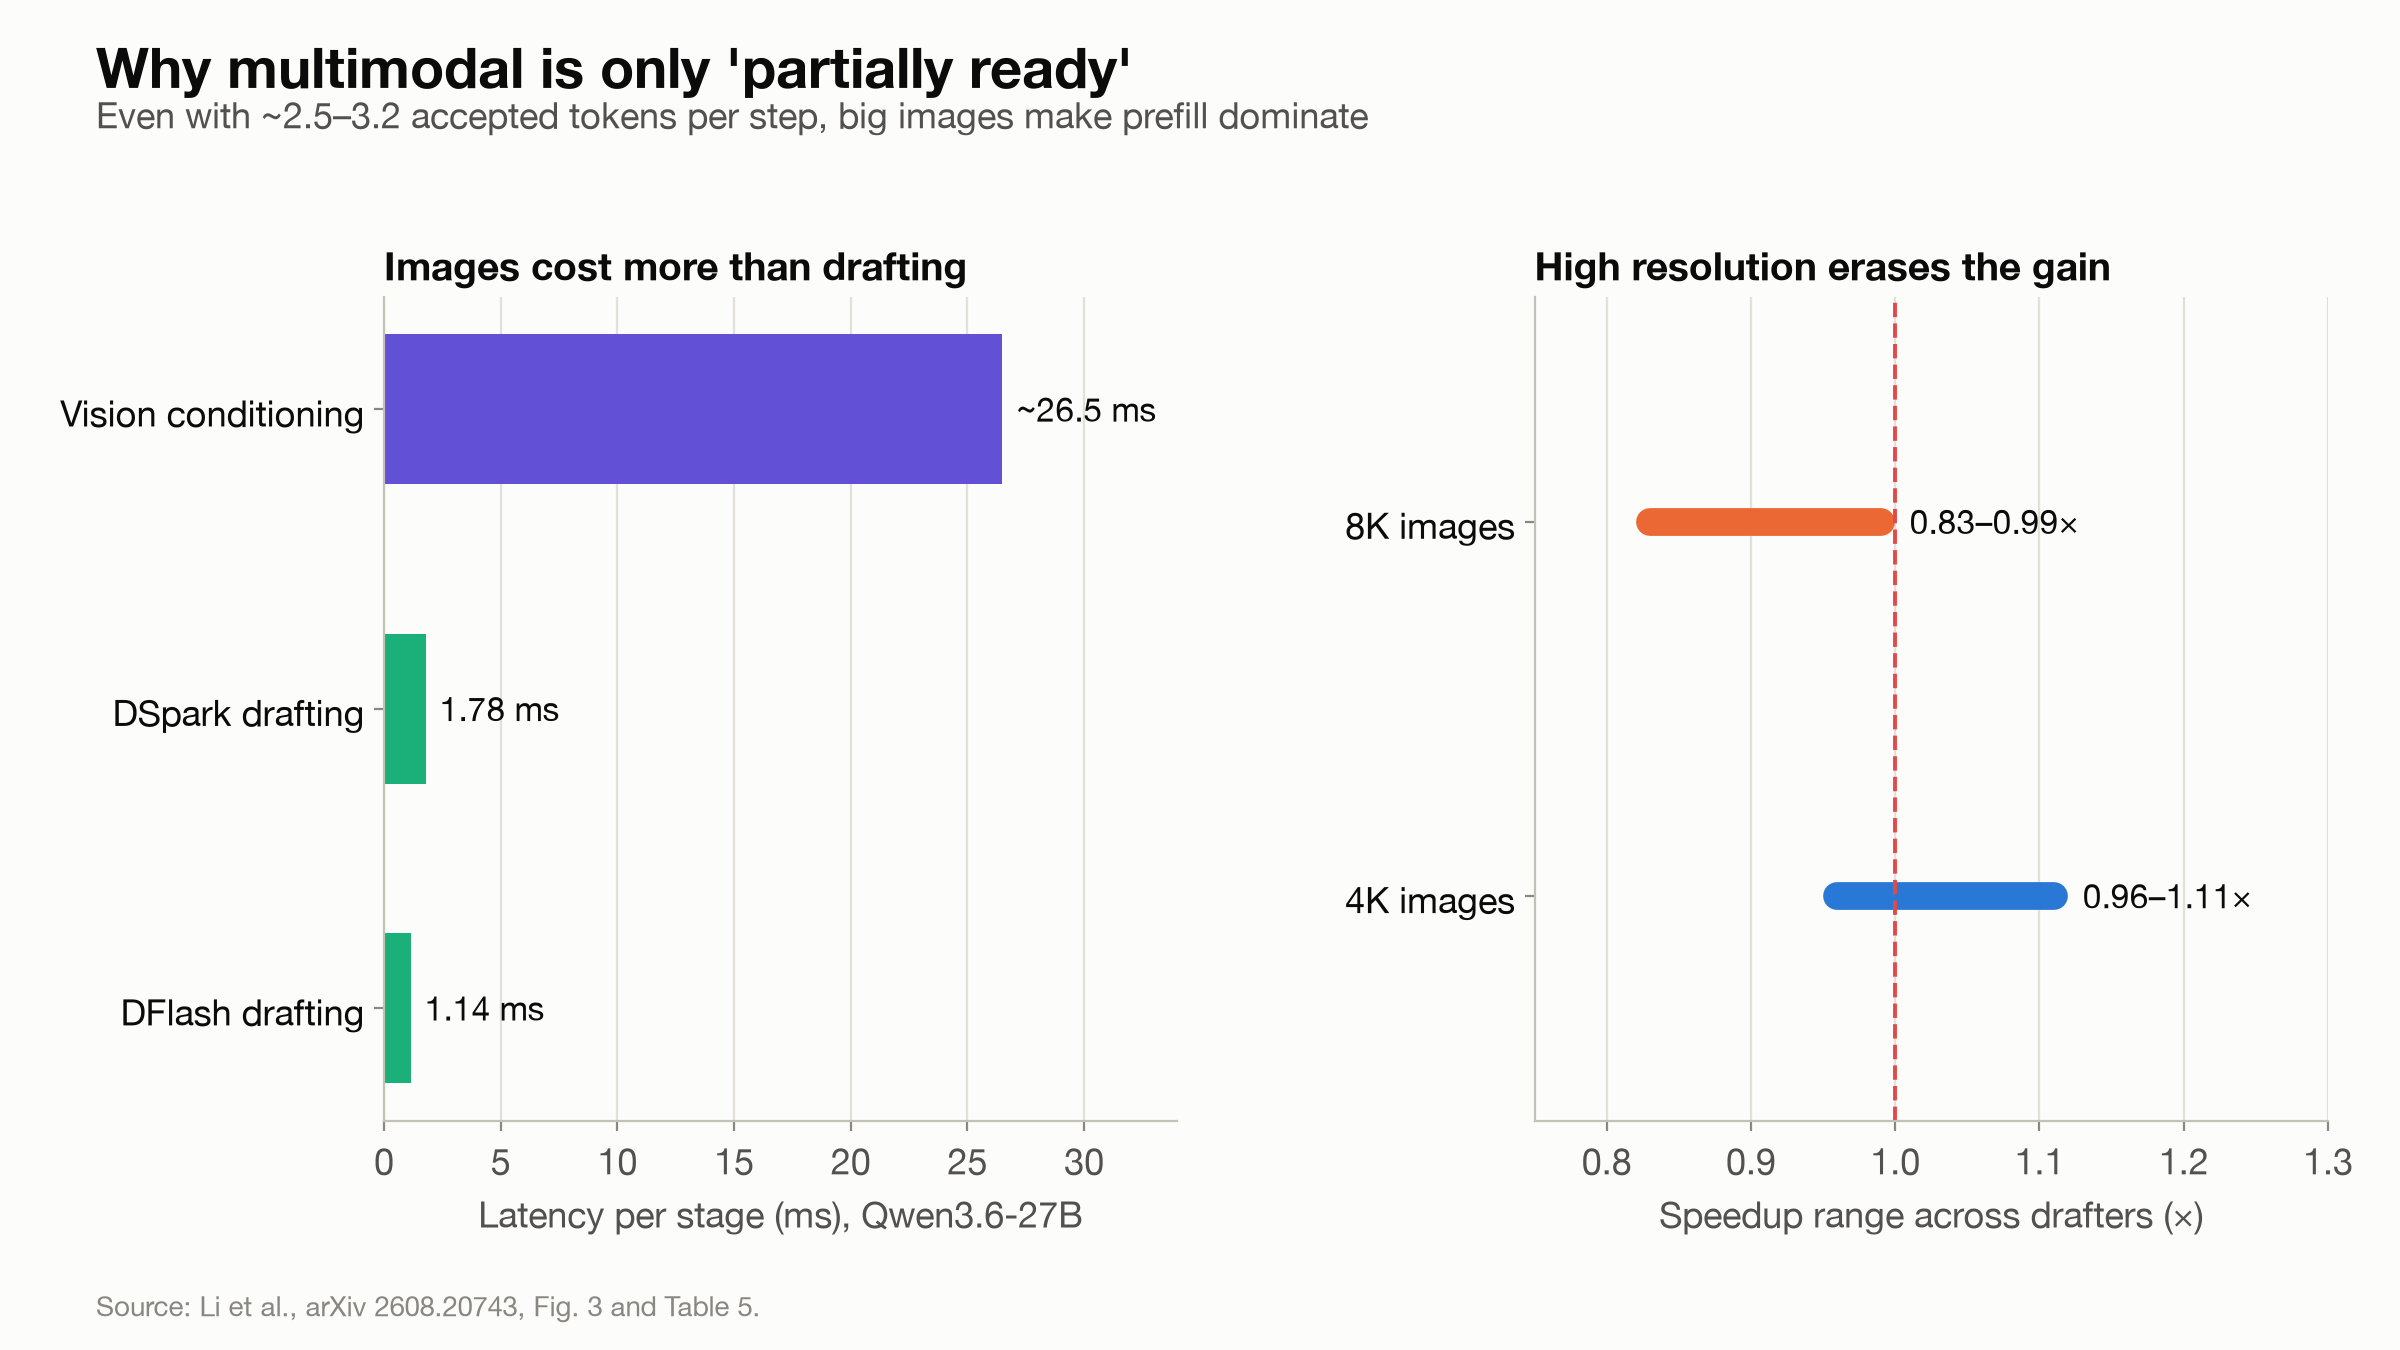 Why multimodal is only 'partially ready'
Even with ~2.5–3.2 accepted tokens per step, big images make prefill dominate
Images cost more than drafting
Vision conditioning
~26.5 ms
DSpark drafting
1.78 ms
DFlash drafting
1.14 ms
0 5 10 15 20 25 30
Latency per stage (ms), Qwen3.6-27B
High resolution erases the gain
8K images
0.83–0.99×
4K images
0.96–1.11×
0.8 0.9 1.0 1.1 1.2 1.3
Speedup range across drafters (×)
Source: Li et al., arXiv 2608.20743, Fig. 3 and Table 5.